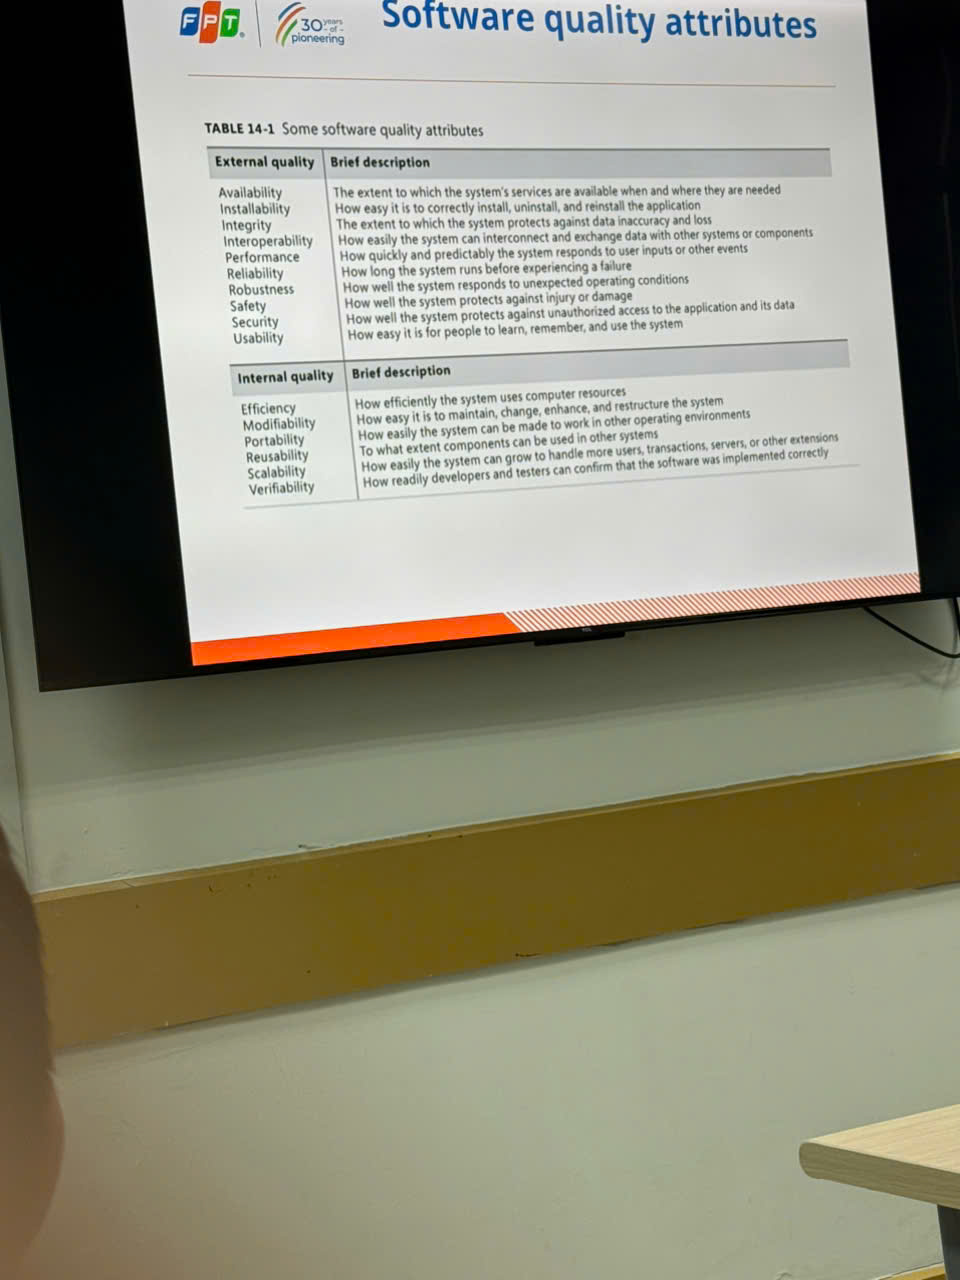 FPT
30 years
- of -
pioneering
Software quality attributes
TABLE 14-1 Some software quality attributes
External quality Brief description
Availability The extent to which the system's services are available when and where they are needed
Installability How easy it is to correctly install, uninstall, and reinstall the application
Integrity The extent to which the system protects against data inaccuracy and loss
Interoperability How easily the system can interconnect and exchange data with other systems or components
Performance How quickly and predictably the system responds to user inputs or other events
Reliability How long the system runs before experiencing a failure
Robustness How well the system responds to unexpected operating conditions
Safety How well the system protects against injury or damage
Security How well the system protects against unauthorized access to the application and its data
Usability How easy it is for people to learn, remember, and use the system
Internal quality Brief description
Efficiency How efficiently the system uses computer resources
Modifiability How easy it is to maintain, change, enhance, and restructure the system
Portability How easily the system can be made to work in other operating environments
Reusability To what extent components can be used in other systems
Scalability How easily the system can grow to handle more users, transactions, servers, or other extensions
Verifiability How readily developers and testers can confirm that the software was implemented correctly